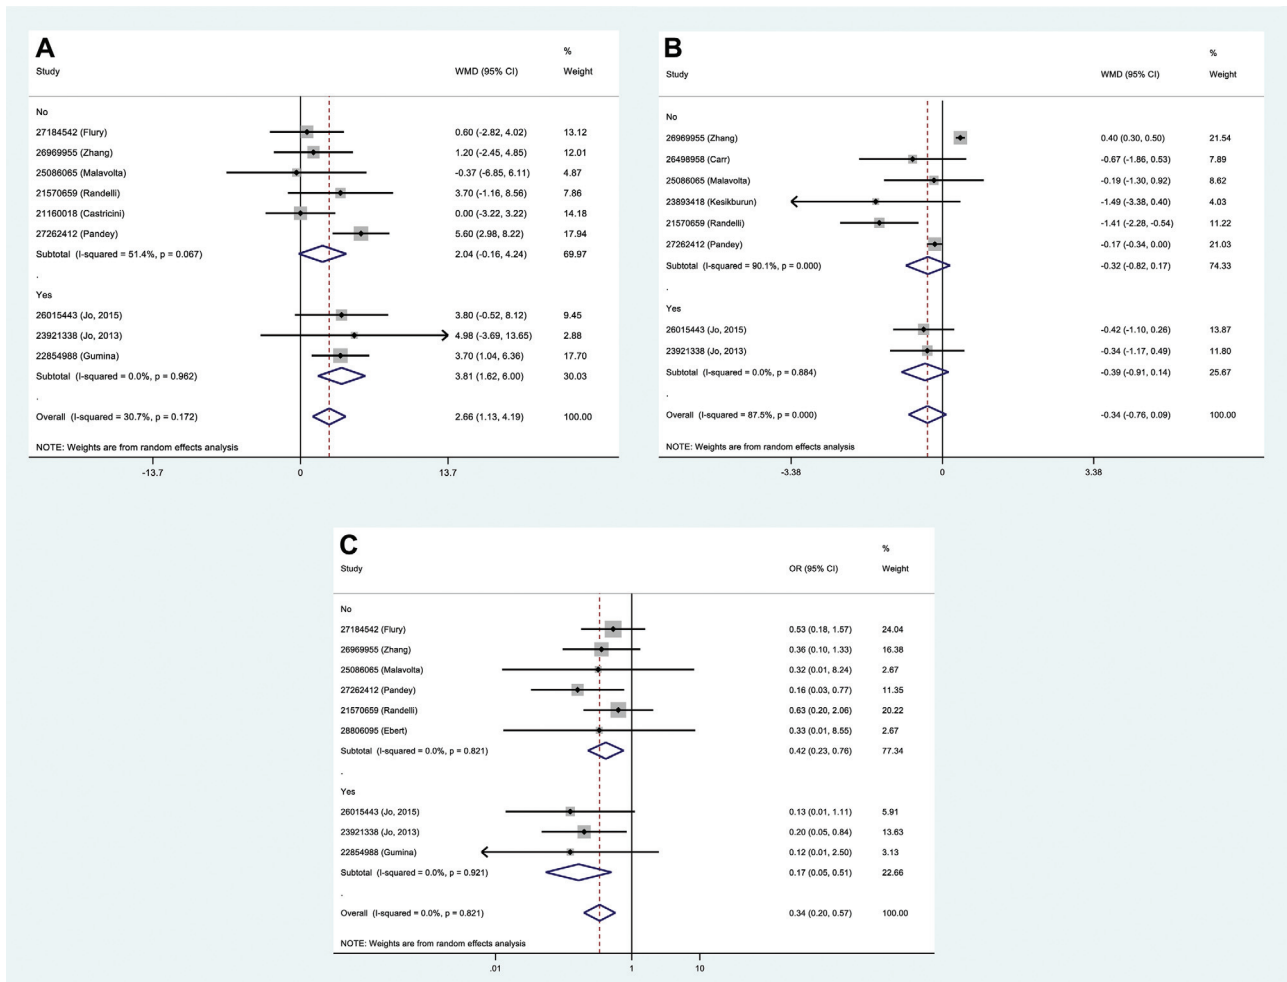 A
%
Study WMD (95% CI) Weight
No
27184542 (Flury) 0.60 (-2.82, 4.02) 13.12
26969955 (Zhang) 1.20 (-2.45, 4.85) 12.01
25086065 (Malavolta) -0.37 (-6.85, 6.11) 4.87
21570659 (Randelli) 3.70 (-1.16, 8.56) 7.86
21160018 (Castricini) 0.00 (-3.22, 3.22) 14.18
27262412 (Pandey) 5.60 (2.98, 8.22) 17.94
Subtotal (I-squared = 51.4%, p = 0.067) 2.04 (-0.16, 4.24) 69.97
.
Yes
26015443 (Jo, 2015) 3.80 (-0.52, 8.12) 9.45
23921338 (Jo, 2013) 4.98 (-3.69, 13.65) 2.88
22854988 (Gumina) 3.70 (1.04, 6.36) 17.70
Subtotal (I-squared = 0.0%, p = 0.962) 3.81 (1.62, 6.00) 30.03
.
Overall (I-squared = 30.7%, p = 0.172) 2.66 (1.13, 4.19) 100.00
NOTE: Weights are from random effects analysis
-13.7 0 13.7
B
%
Study WMD (95% CI) Weight
No
26969955 (Zhang) 0.40 (0.30, 0.50) 21.54
26498958 (Carr) -0.67 (-1.86, 0.53) 7.89
25086065 (Malavolta) -0.19 (-1.30, 0.92) 8.62
23893418 (Kesikburun) -1.49 (-3.38, 0.40) 4.03
21570659 (Randelli) -1.41 (-2.28, -0.54) 11.22
27262412 (Pandey) -0.17 (-0.34, 0.00) 21.03
Subtotal (I-squared = 90.1%, p = 0.000) -0.32 (-0.82, 0.17) 74.33
.
Yes
26015443 (Jo, 2015) -0.42 (-1.10, 0.26) 13.87
23921338 (Jo, 2013) -0.34 (-1.17, 0.49) 11.80
Subtotal (I-squared = 0.0%, p = 0.884) -0.39 (-0.91, 0.14) 25.67
.
Overall (I-squared = 87.5%, p = 0.000) -0.34 (-0.76, 0.09) 100.00
NOTE: Weights are from random effects analysis
-3.38 0 3.38
C
%
Study OR (95% CI) Weight
No
27184542 (Flury) 0.53 (0.18, 1.57) 24.04
26969955 (Zhang) 0.36 (0.10, 1.33) 16.38
25086065 (Malavolta) 0.32 (0.01, 8.24) 2.67
27262412 (Pandey) 0.16 (0.03, 0.77) 11.35
21570659 (Randelli) 0.63 (0.20, 2.06) 20.22
28806095 (Ebert) 0.33 (0.01, 8.55) 2.67
Subtotal (I-squared = 0.0%, p = 0.821) 0.42 (0.23, 0.76) 77.34
.
Yes
26015443 (Jo, 2015) 0.13 (0.01, 1.11) 5.91
23921338 (Jo, 2013) 0.20 (0.05, 0.84) 13.63
22854988 (Gumina) 0.12 (0.01, 2.50) 3.13
Subtotal (I-squared = 0.0%, p = 0.921) 0.17 (0.05, 0.51) 22.66
.
Overall (I-squared = 0.0%, p = 0.821) 0.34 (0.20, 0.57) 100.00
NOTE: Weights are from random effects analysis
.01 1 10